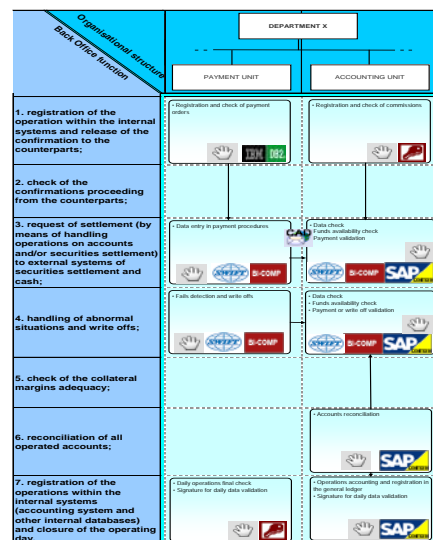 Organisational structure
Back Office function
DEPARTMENT X
PAYMENT UNIT
ACCOUNTING UNIT
1. registration of the
operation within the internal
systems and release of the
confirmation to the
counterparts;
• Registration and check of payment
orders
IBM DB2
• Registration and check of commissions
2. check of the
confirmations proceeding
from the counterparts;
3. request of settlement (by
means of handling
operations on accounts
and/or securities settlement)
to external systems of
securities settlement and
cash;
• Data entry in payment procedures
SWIFT BI-COMP
CAO
• Data check
Funds availability check
Payment validation
SWIFT BI-COMP SAP
4. handling of abnormal
situations and write offs;
• Fails detection and write offs
SWIFT BI-COMP
• Data check
• Funds availability check
• Payment or write off validation
SWIFT BI-COMP SAP
5. check of the collateral
margins adequacy;
6. reconciliation of all
operated accounts;
• Accounts reconciliation
SAP
7. registration of the
operations within the
internal systems
(accounting system and
other internal databases)
and closure of the operating
day.
• Daily operations final check
• Signature for daily data validation
• Operations accounting and registration in
the general ledger
• Signature for daily data validation
SAP